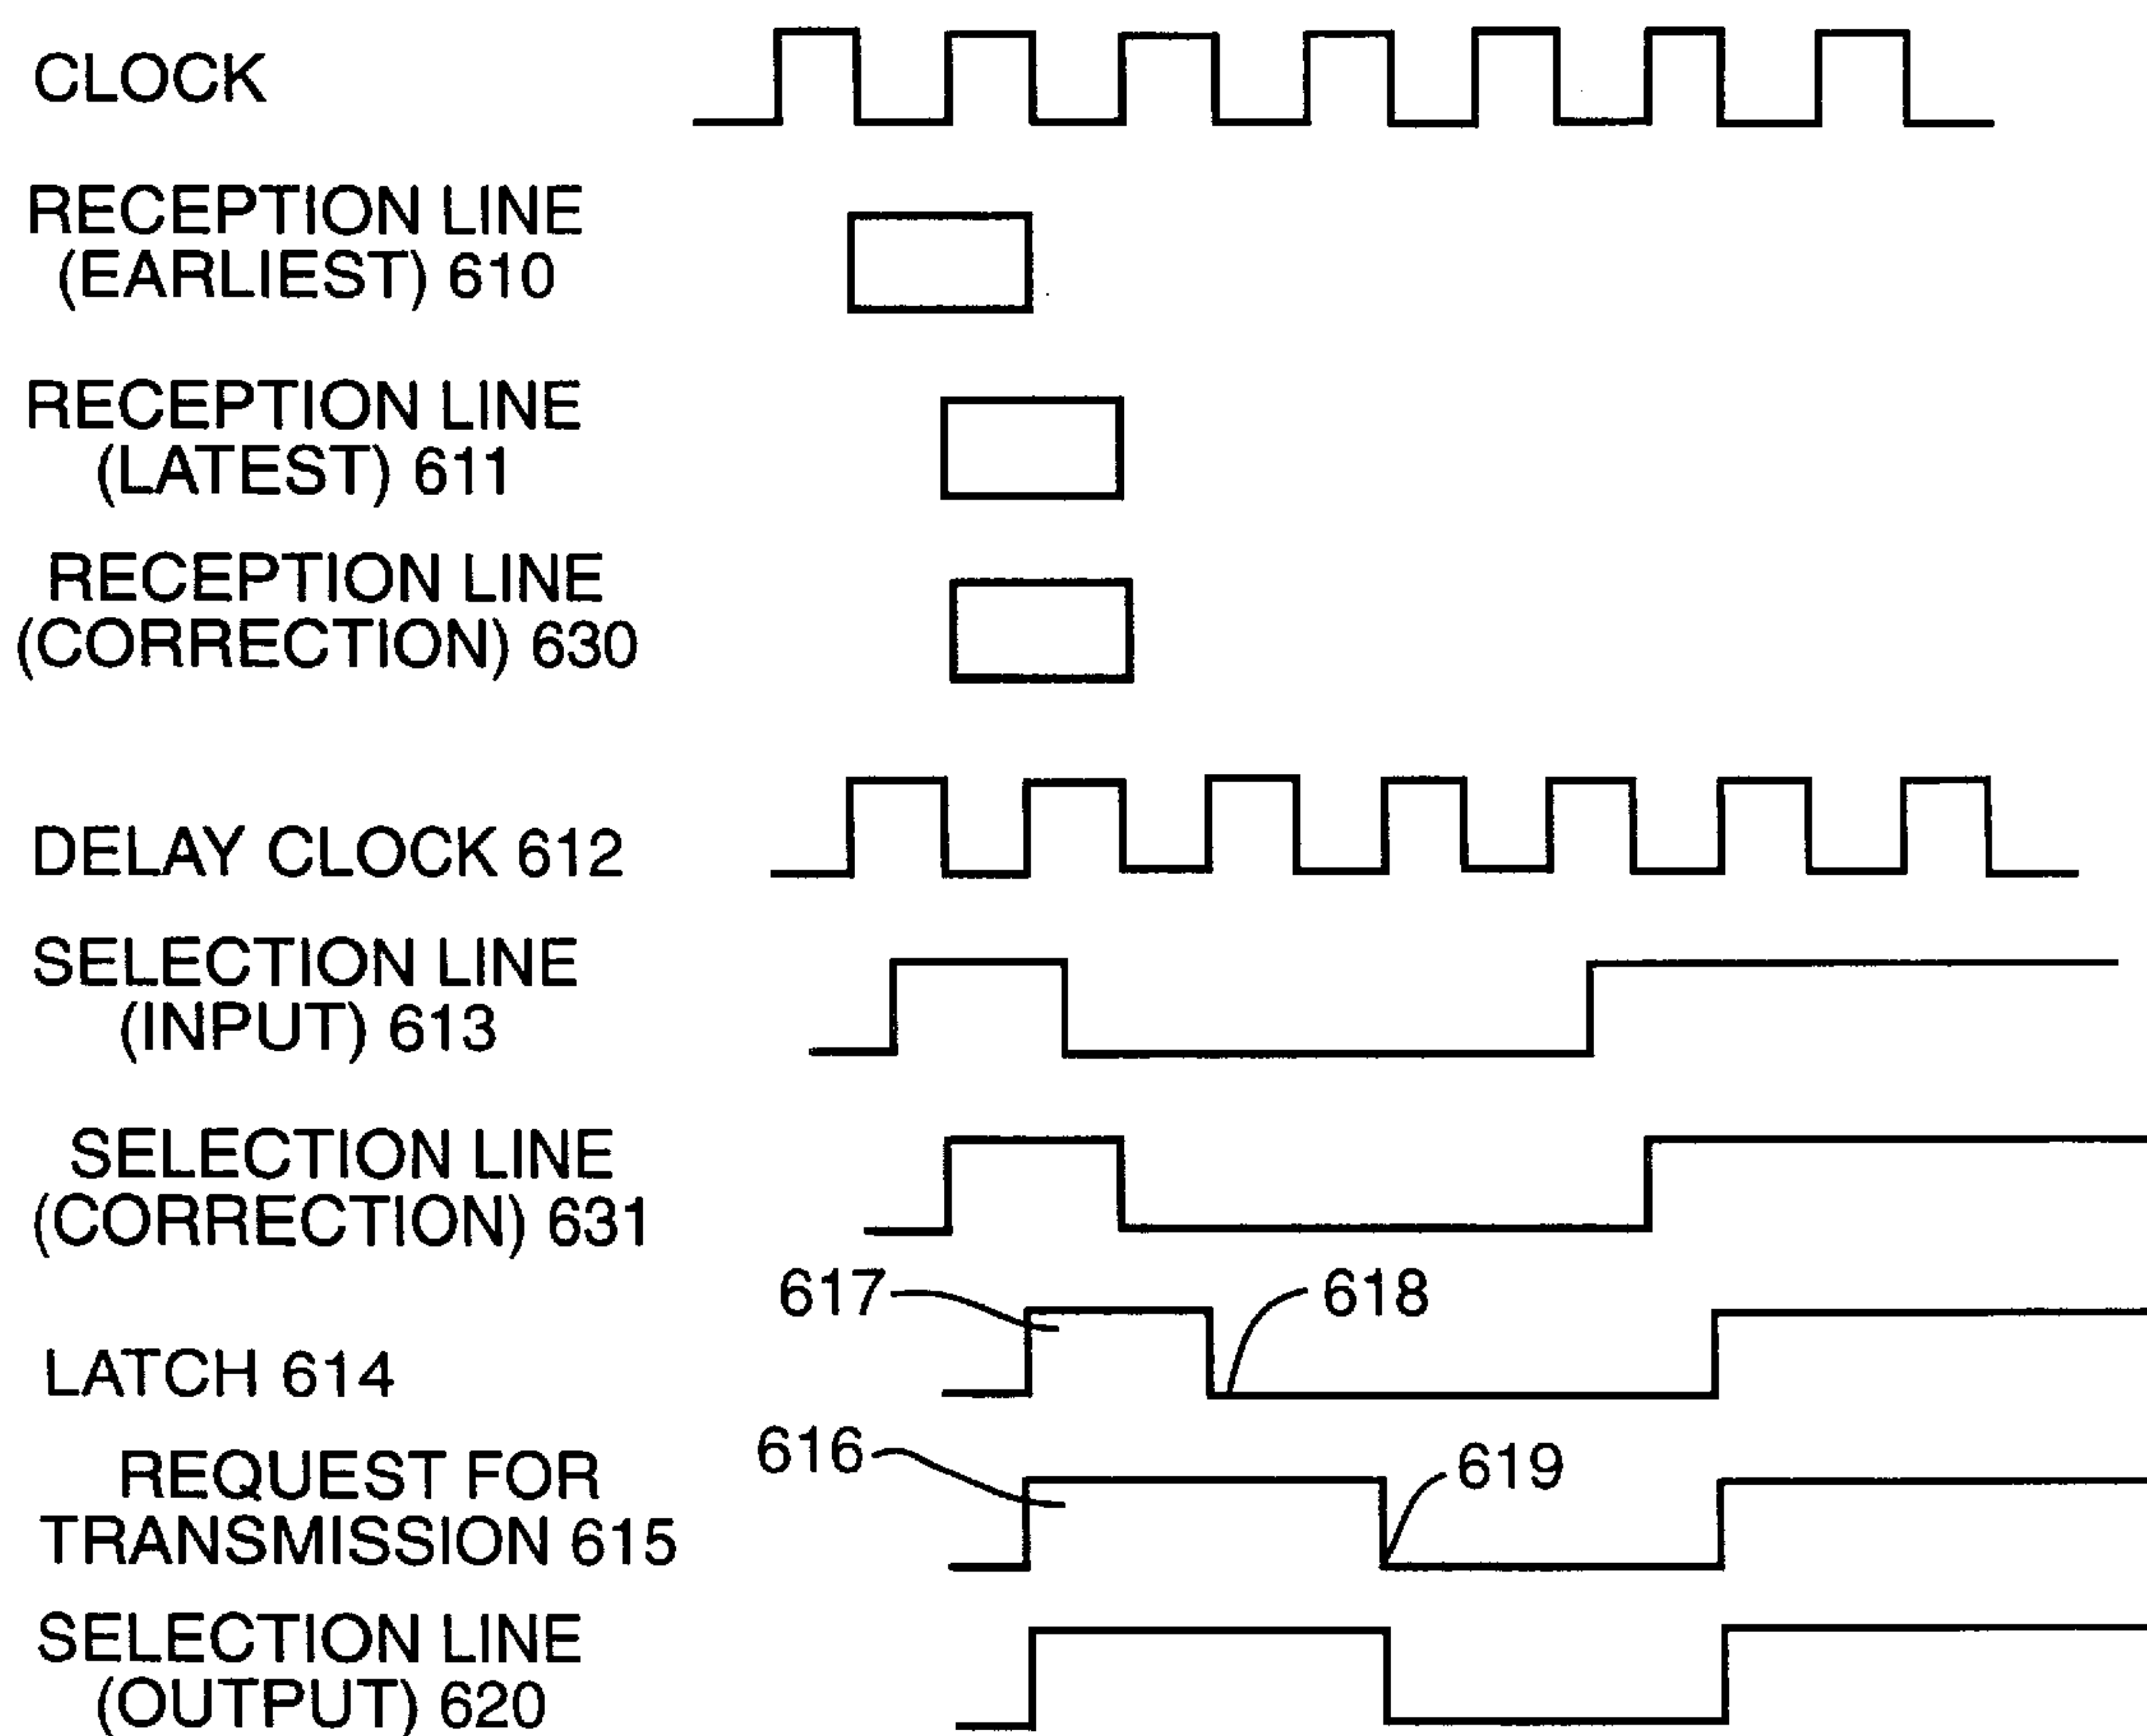 CLOCK
RECEPTION LINE
(EARLIEST) 610
RECEPTION LINE
(LATEST) 611
RECEPTION LINE
(CORRECTION) 630
DELAY CLOCK 612
SELECTION LINE
(INPUT) 613
SELECTION LINE
(CORRECTION) 631
617
618
LATCH 614
616
619
REQUEST FOR
TRANSMISSION 615
SELECTION LINE
(OUTPUT) 620